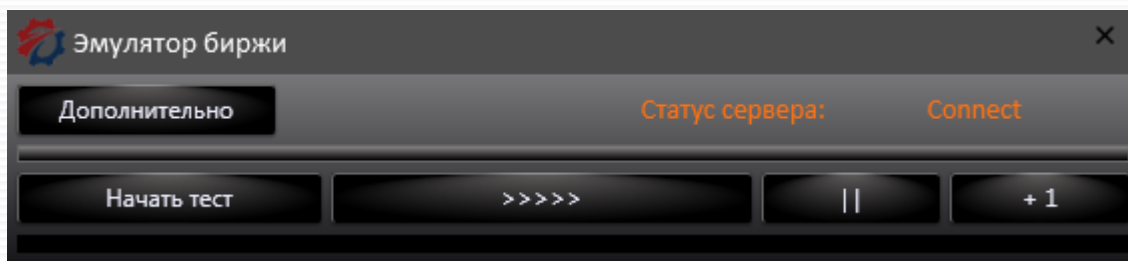 Эмулятор биржи
Дополнительно Статус сервера: Connect
Начать тест >>>>> || + 1